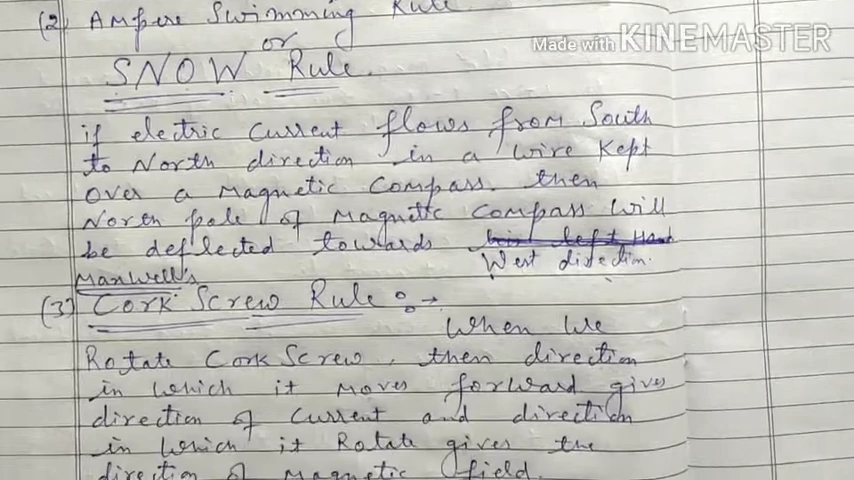 (2) Ampere Swimming Rule
Made with KINEMASTER
or
SNOW Rule.
if electric current flows from South
to North direction in a wire Kept
over a Magnetic Compass. then
North pole of Magnetic Compass will
be deflected towards his left Hand
West direction.
Maxwell's
(3) Cork Screw Rule :→
When We
Rotate Cork Screw, then direction
in which it moves forward gives
direction of current and direction
in which it Rotate gives the
direction of Magnetic field.